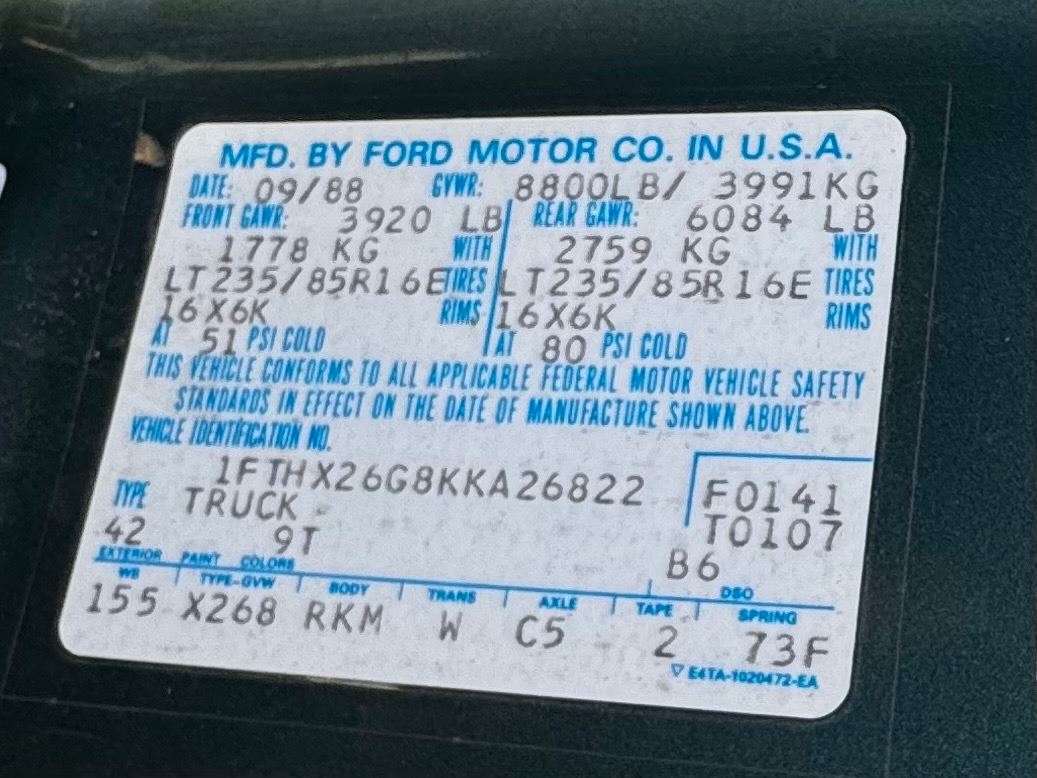 MFD. BY FORD MOTOR CO. IN U.S.A.
DATE: 09/88 GVWR: 8800LB/ 3991KG
FRONT GAWR: 3920 LB REAR GAWR: 6084 LB
1778 KG WITH 2759 KG WITH
LT235/85R16E TIRES LT235/85R16E TIRES
16X6K RIMS 16X6K RIMS
AT 51 PSI COLD AT 80 PSI COLD
THIS VEHICLE CONFORMS TO ALL APPLICABLE FEDERAL MOTOR VEHICLE SAFETY
STANDARDS IN EFFECT ON THE DATE OF MANUFACTURE SHOWN ABOVE.
VEHICLE IDENTIFICATION NO.
1FTHX26G8KKA26822 F0141
TYPE TRUCK T0107
42 9T B6
EXTERIOR PAINT COLORS DSO
WB TYPE-GVW BODY TRANS AXLE TAPE SPRING
155 X268 RKM W C5 2 73F
E4TA-1020472-EA